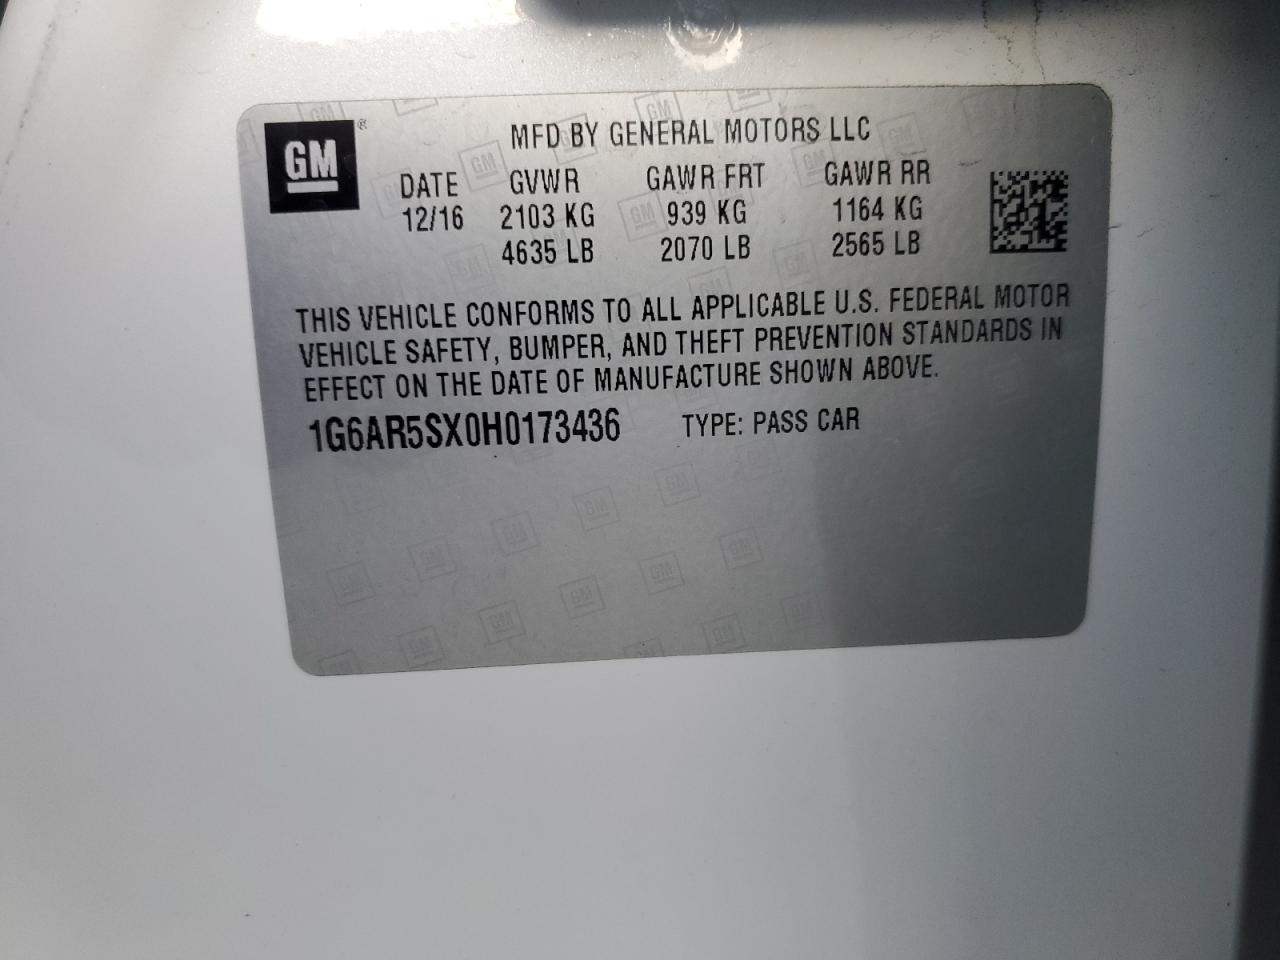 GM ®
MFD BY GENERAL MOTORS LLC
DATE GVWR GAWR FRT GAWR RR
12/16 2103 KG 939 KG 1164 KG
4635 LB 2070 LB 2565 LB
THIS VEHICLE CONFORMS TO ALL APPLICABLE U.S. FEDERAL MOTOR
VEHICLE SAFETY, BUMPER, AND THEFT PREVENTION STANDARDS IN
EFFECT ON THE DATE OF MANUFACTURE SHOWN ABOVE.
1G6AR5SX0H0173436 TYPE: PASS CAR